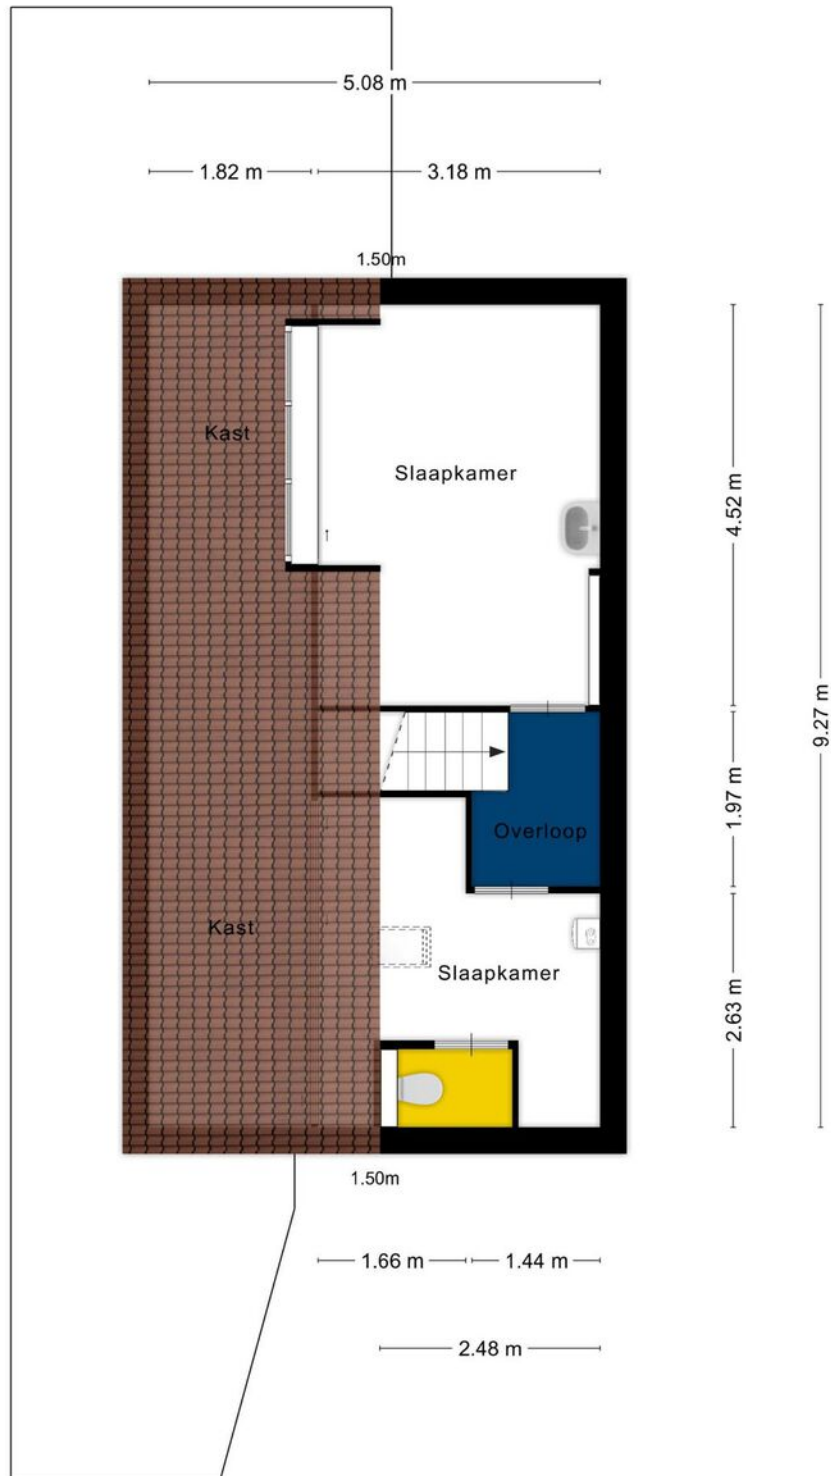 5.08 m
1.82 m
3.18 m
1.50m
Kast
Slaapkamer
4.52 m
9.27 m
1.97 m
Overloop
Kast
Slaapkamer
2.63 m
1.50m
1.66 m
1.44 m
2.48 m